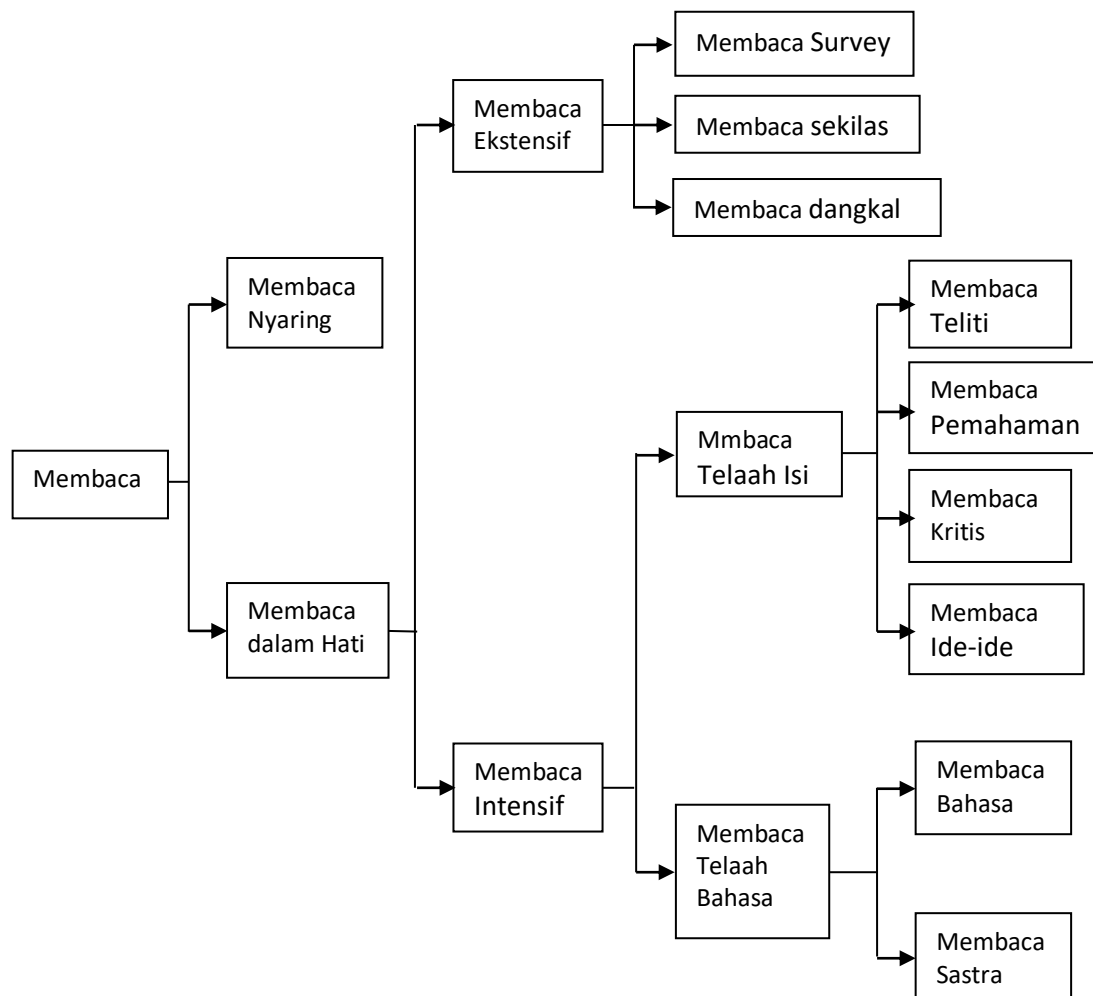 Membaca Survey
Membaca
Ekstensif
Membaca sekilas
Membaca dangkal
Membaca
Nyaring
Membaca
Teliti
Membaca
Pemahaman
Mmbaca
Telaah Isi
Membaca
Membaca
Kritis
Membaca
dalam Hati
Membaca
Ide-ide
Membaca
Intensif
Membaca
Bahasa
Membaca
Telaah
Bahasa
Membaca
Sastra